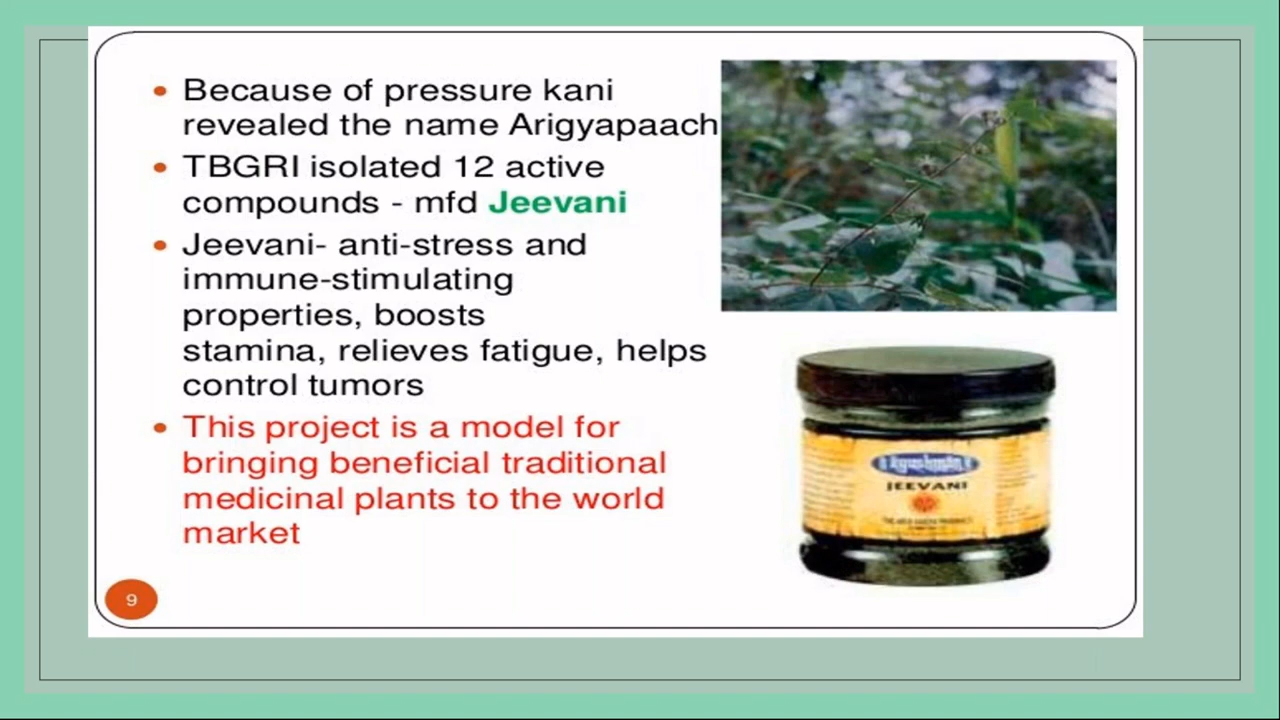 • Because of pressure kani
revealed the name Arigyapaach
• TBGRI isolated 12 active
compounds - mfd Jeevani
• Jeevani- anti-stress and
immune-stimulating
properties, boosts
stamina, relieves fatigue, helps
control tumors
• This project is a model for
bringing beneficial traditional
medicinal plants to the world
market
JEEVANI
9